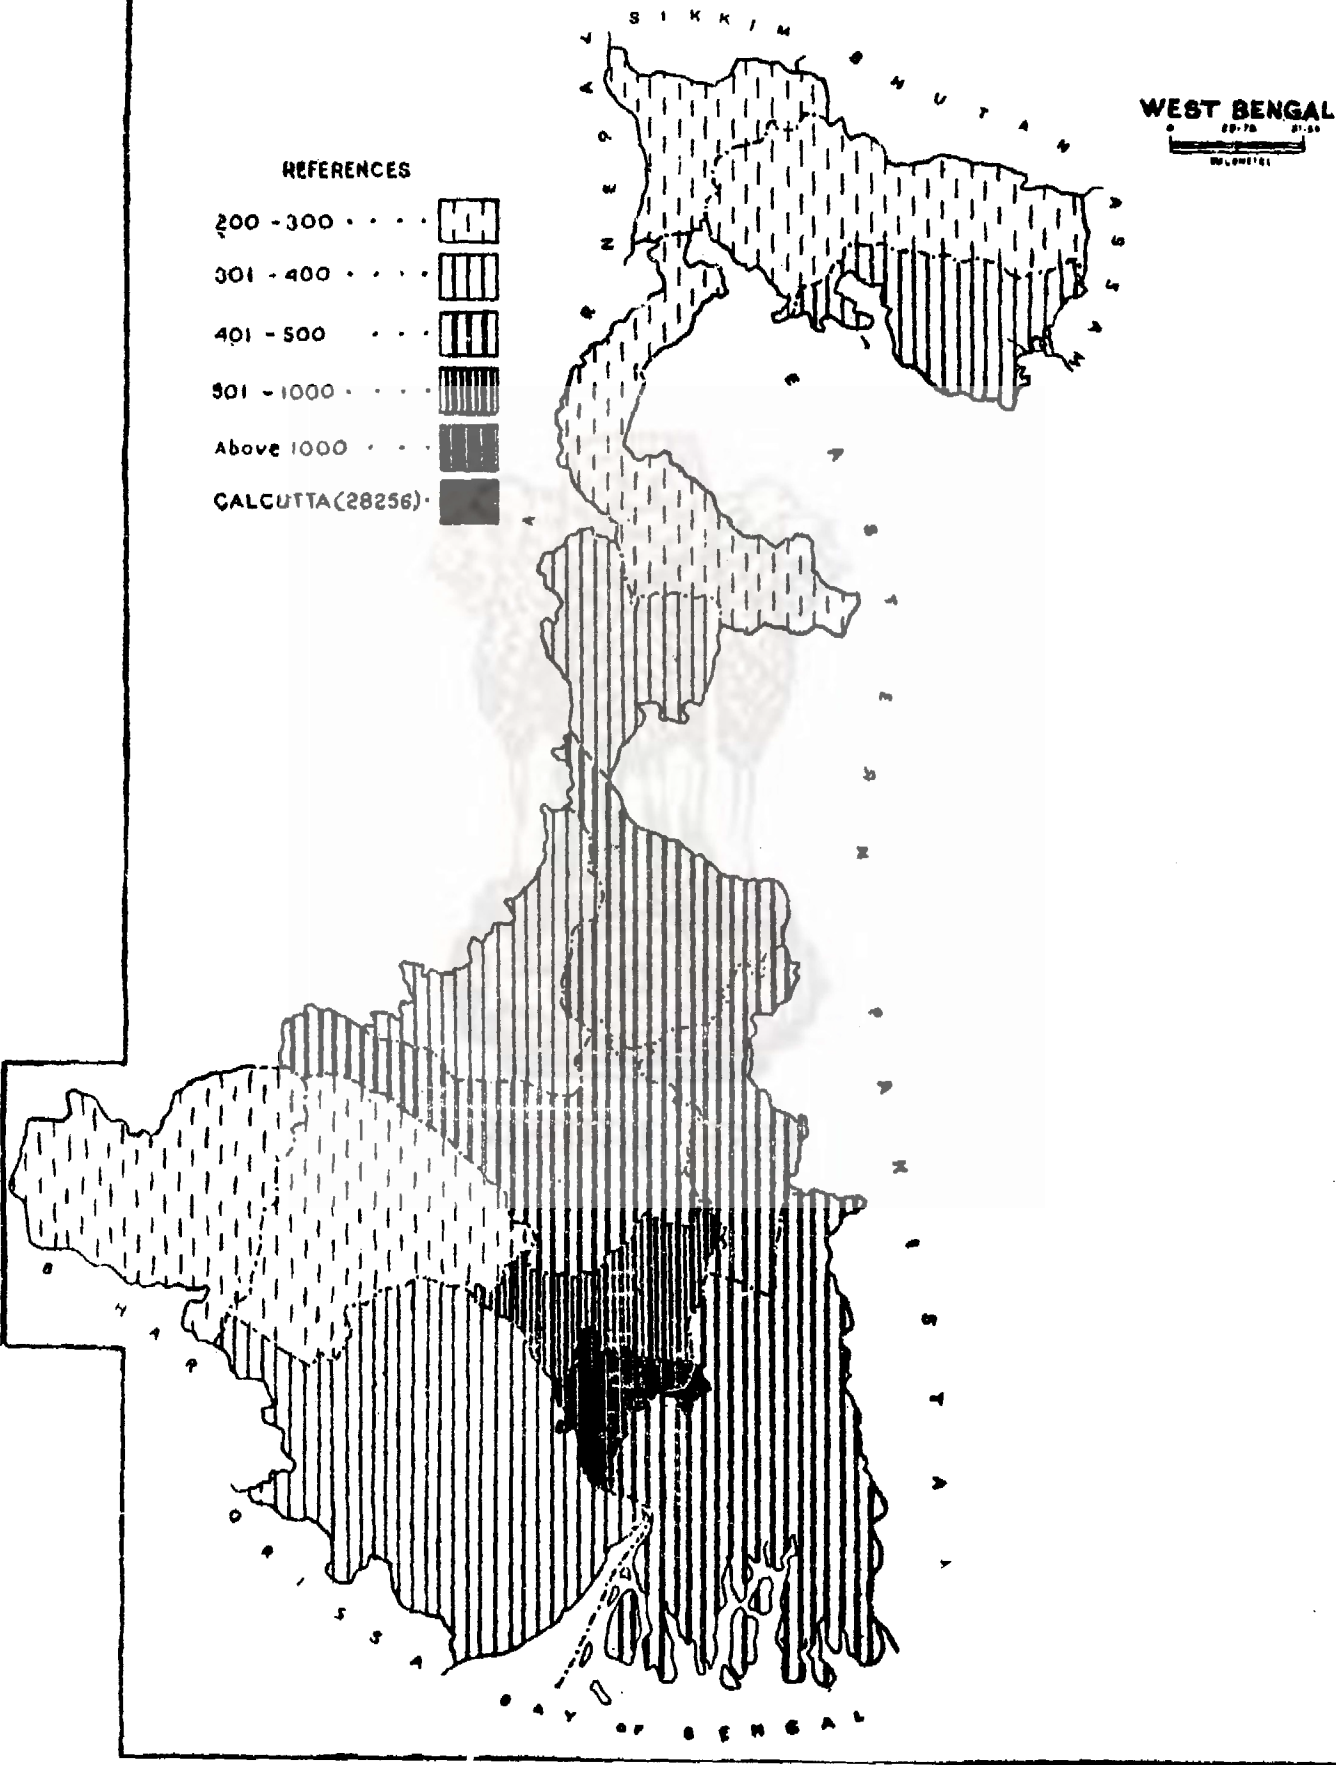 SIKKIM
BHUTAN
NEPAL
WEST BENGAL
REFERENCES
200 - 300
301 - 400
401 - 500
501 - 1000
Above 1000
CALCUTTA (28256)
ASSAM
BIHAR
EAST
PAKISTAN
BIHAR
ORISSA
BAY OF BENGAL